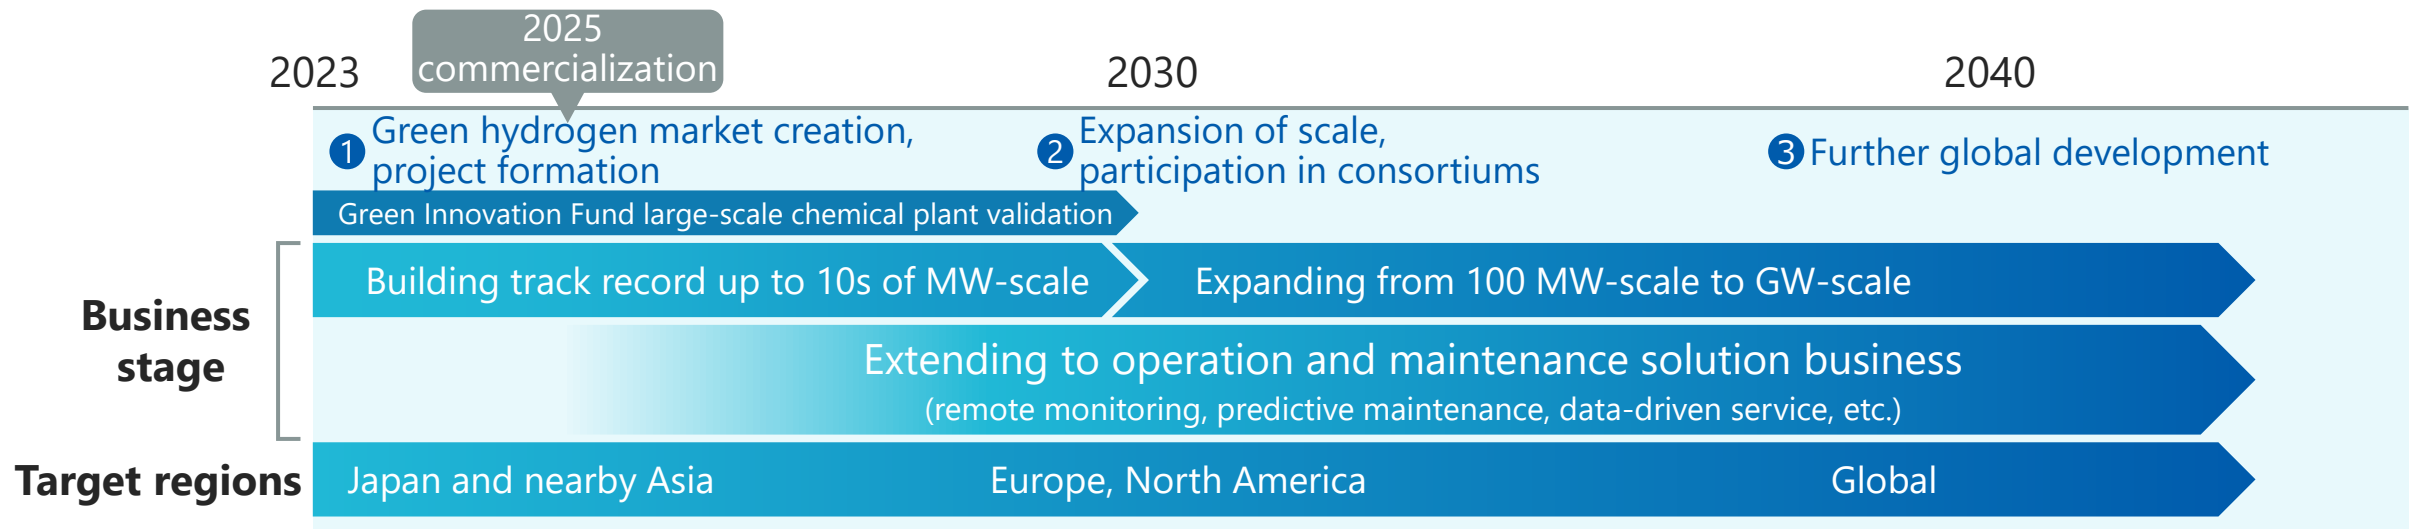 2025
commercialization
2023
2030
2040
1 Green hydrogen market creation,
project formation
2 Expansion of scale,
participation in consortiums
3 Further global development
Green Innovation Fund large-scale chemical plant validation
Business
stage
Building track record up to 10s of MW-scale
Expanding from 100 MW-scale to GW-scale
Extending to operation and maintenance solution business
(remote monitoring, predictive maintenance, data-driven service, etc.)
Target regions
Japan and nearby Asia
Europe, North America
Global